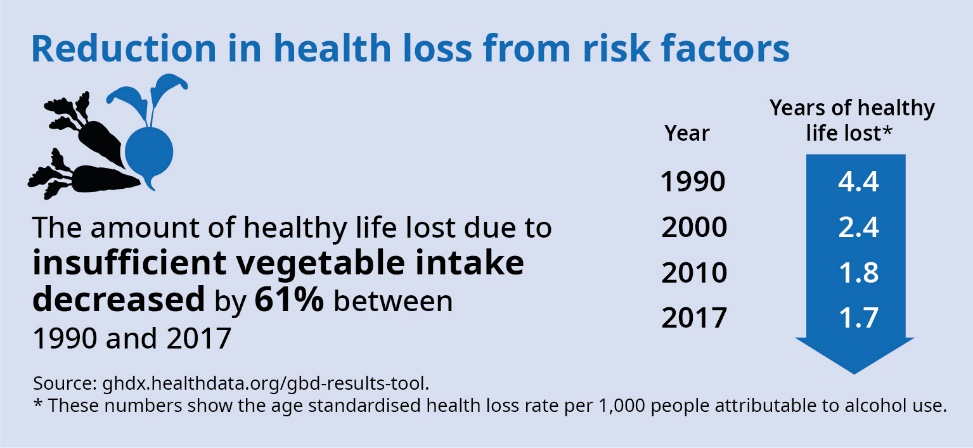 Reduction in health loss from risk factors
Years of healthy
life lost*
Year
1990 4.4
2000 2.4
2010 1.8
2017 1.7
The amount of healthy life lost due to
insufficient vegetable intake
decreased by 61% between
1990 and 2017
Source: ghdx.healthdata.org/gbd-results-tool.
* These numbers show the age standardised health loss rate per 1,000 people attributable to alcohol use.